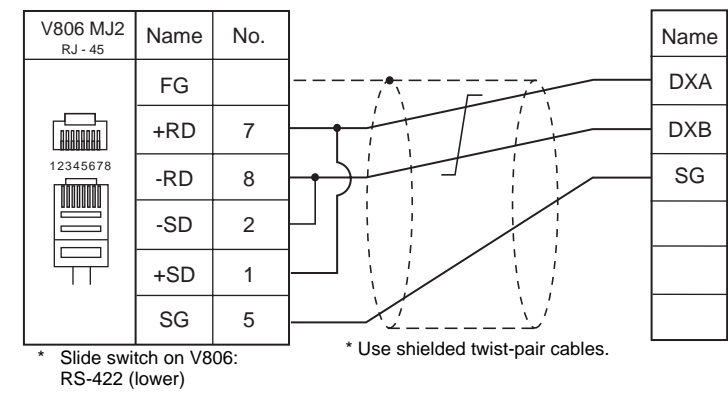 V806 MJ2 Name No.
RJ - 45
FG
+RD 7
12345678
-RD 8
-SD 2
+SD 1
SG 5
Name
DXA
DXB
SG
* Use shielded twist-pair cables.
* Slide switch on V806:
RS-422 (lower)